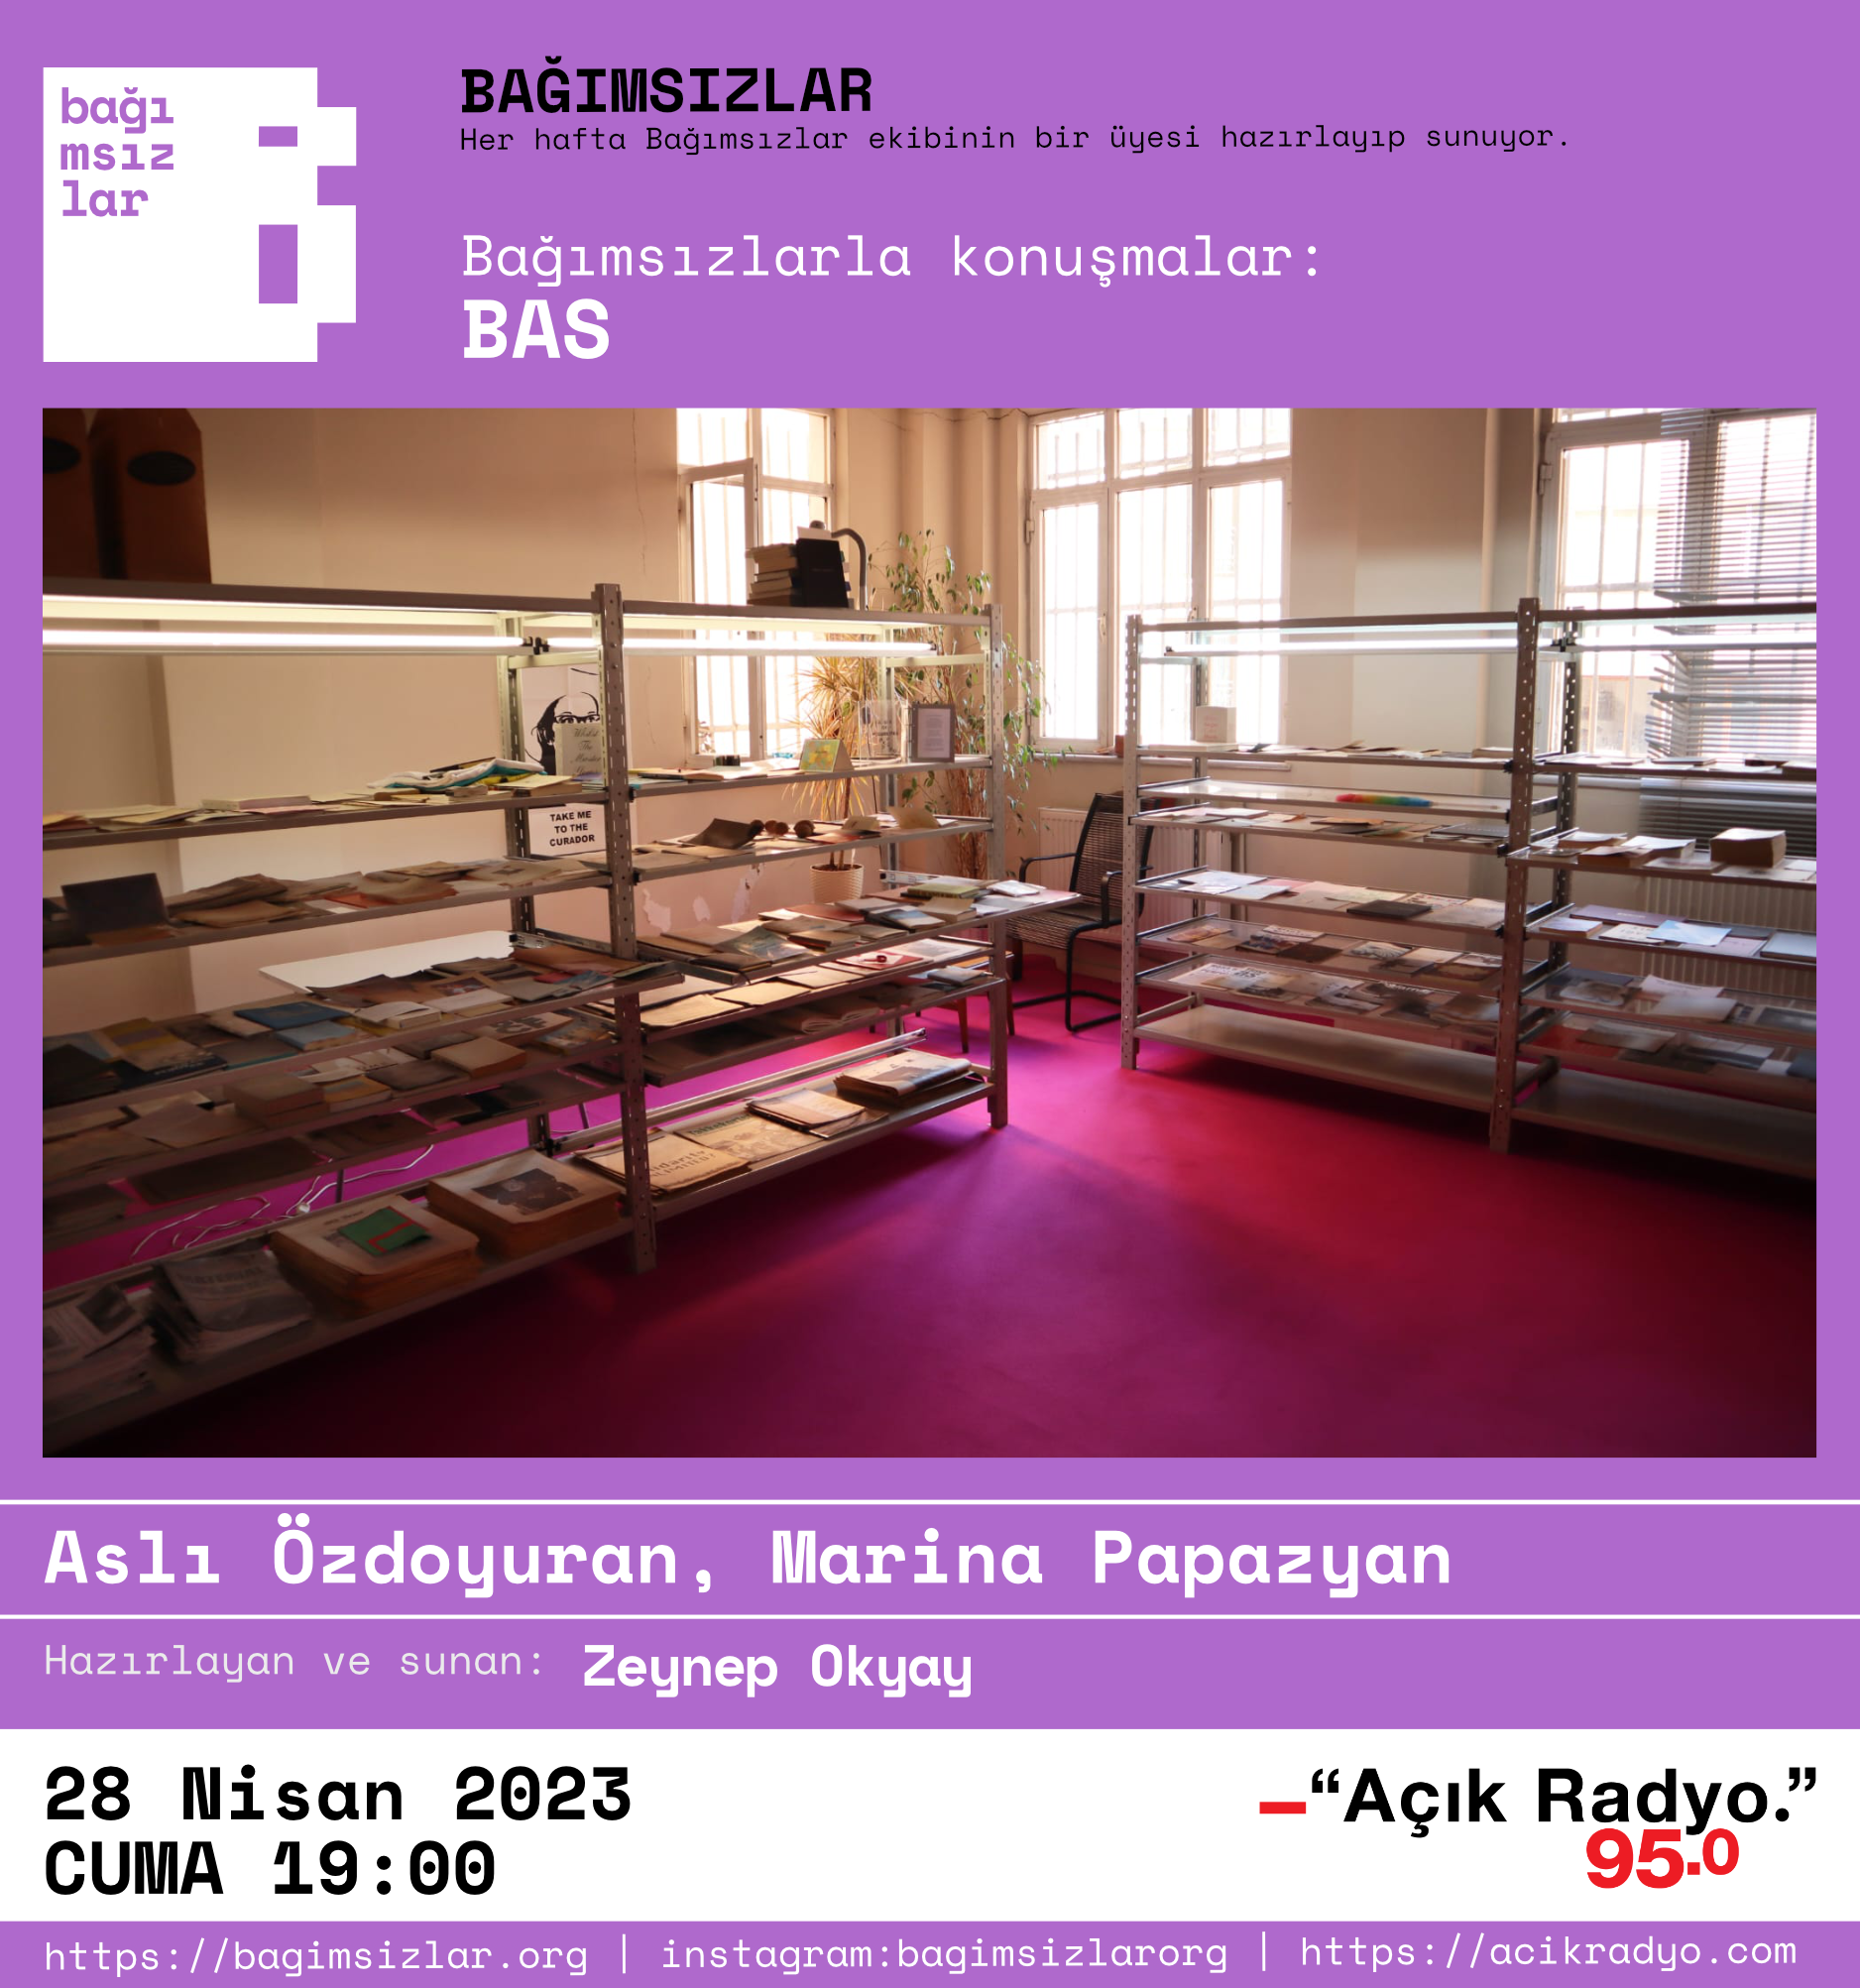 bağı
msız
lar
BAĞIMSIZLAR
Her hafta Bağımsızlar ekibinin bir üyesi hazırlayıp sunuyor.
Bağımsızlarla konuşmalar:
BAS
TAKE ME
TO THE
CURADOR
Aslı Özdoyuran, Marina Papazyan
Hazırlayan ve sunan: Zeynep Okyay
28 Nisan 2023
CUMA 19:00
“Açık Radyo.”
95.0
https://bagimsizlar.org | instagram:bagimsizlarorg | https://acikradyo.com